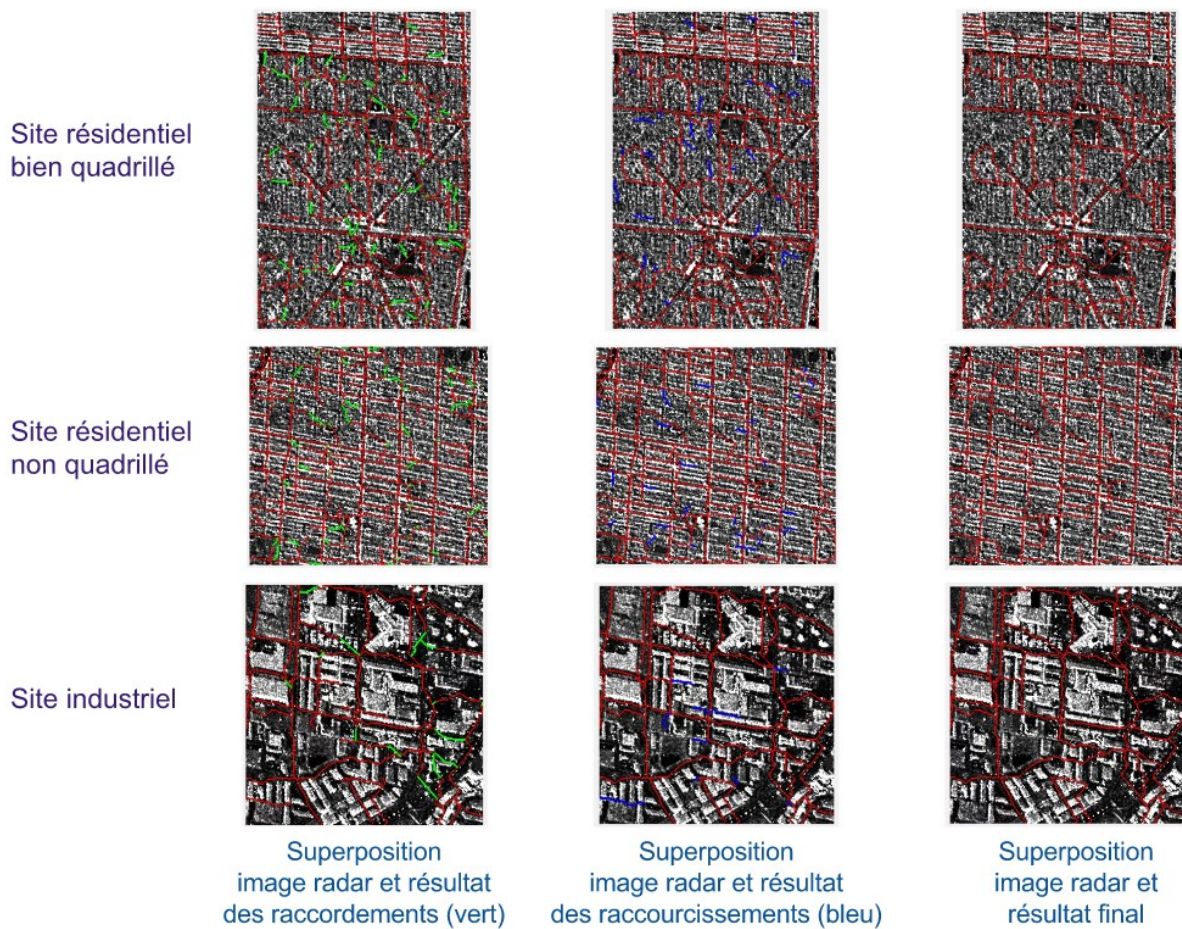 Site résidentiel
bien quadrillé
Site résidentiel
non quadrillé
Site industriel
Superposition
image radar et résultat
des raccordements (vert)
Superposition
image radar et résultat
des raccourcissements (bleu)
Superposition
image radar et
résultat final